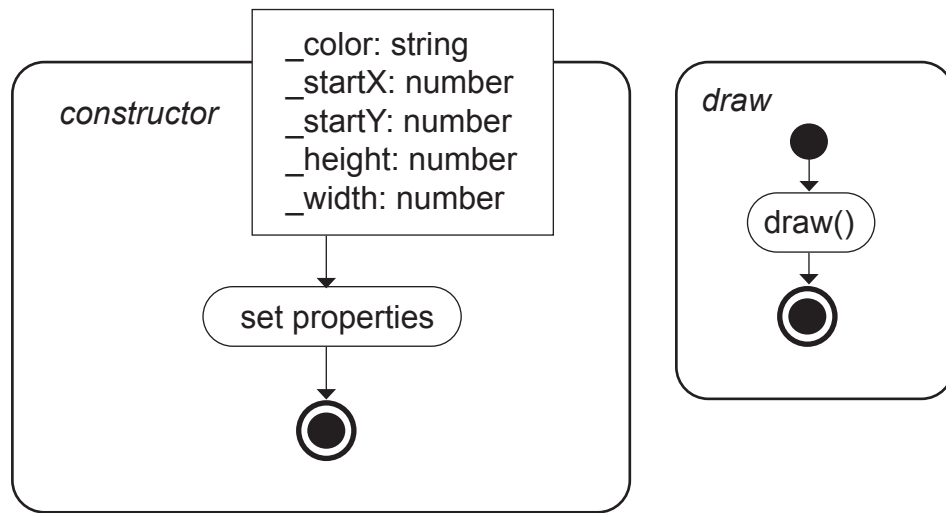 constructor
_color: string
_startX: number
_startY: number
_height: number
_width: number
set properties
draw
draw()